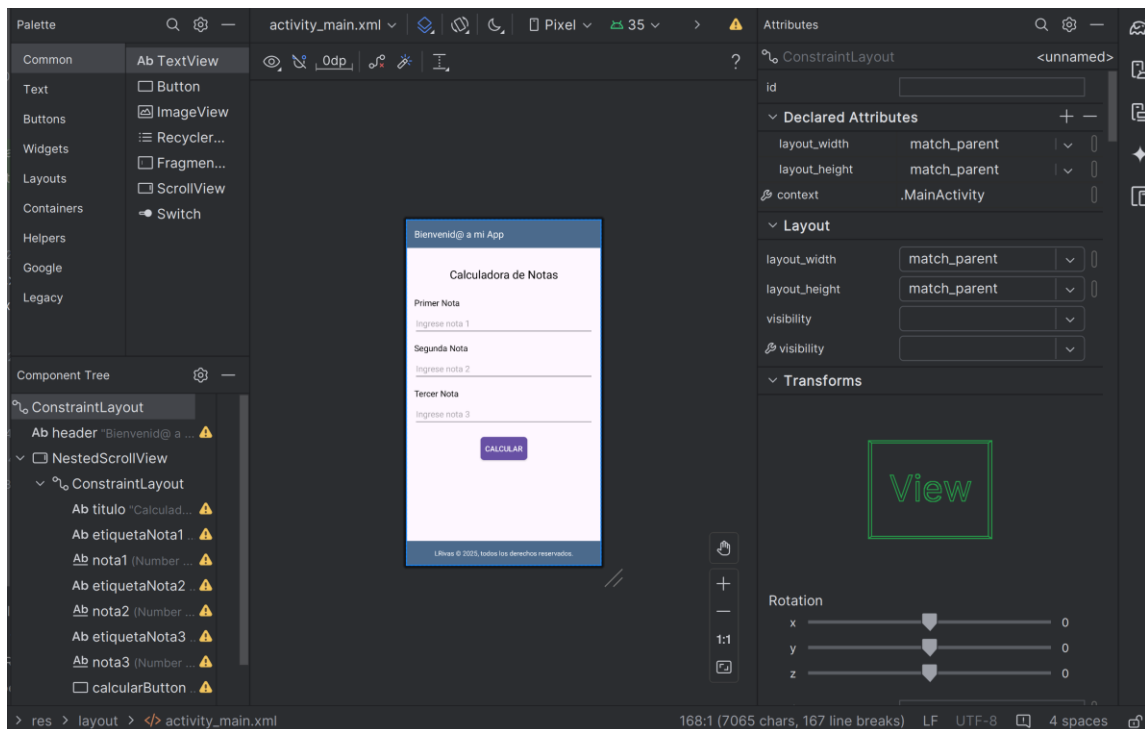 Palette
Common
Text
Buttons
Widgets
Layouts
Containers
Helpers
Google
Legacy
Ab TextView
Button
ImageView
Recycler...
Fragmen...
ScrollView
Switch
Component Tree
ConstraintLayout
Ab header "Bienvenid@ a ...
NestedScrollView
ConstraintLayout
Ab titulo "Calculad...
Ab etiquetaNota1 ..
Ab nota1 (Number ...
Ab etiquetaNota2 ..
Ab nota2 (Number ...
Ab etiquetaNota3 ..
Ab nota3 (Number ...
calcularButton ..
activity_main.xml
Pixel
35
0dp
?
Bienvenid@ a mi App
Calculadora de Notas
Primer Nota
Ingrese nota 1
Segunda Nota
Ingrese nota 2
Tercer Nota
Ingrese nota 3
CALCULAR
LRivas © 2025, todos los derechos reservados.
1:1
Attributes
ConstraintLayout <unnamed>
id
Declared Attributes
layout_width match_parent
layout_height match_parent
context .MainActivity
Layout
layout_width match_parent
layout_height match_parent
visibility
visibility
Transforms
View
Rotation
x 0
y 0
z 0
> res > layout > </> activity_main.xml
168:1 (7065 chars, 167 line breaks) LF UTF-8 4 spaces